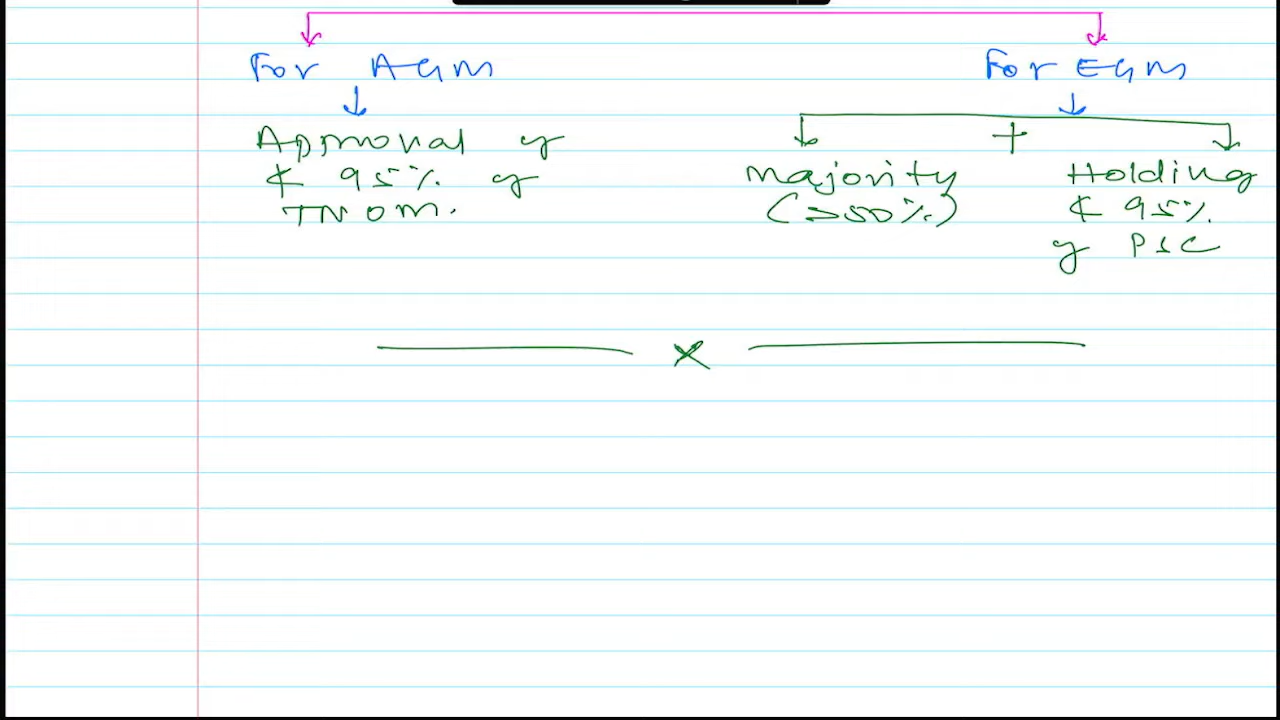 For AGM
For EGM
Approval of
₵ 95% of
TNOM.
+
Majority
(>50%)
Holding
₵ 95%
of PSC
x